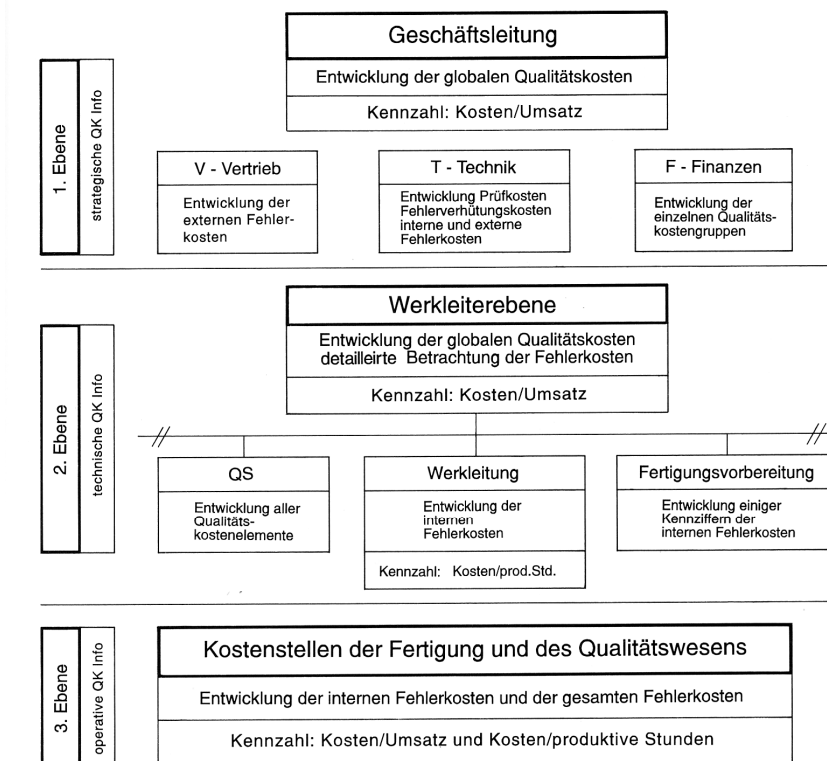 1. Ebene
strategische QK Info
Geschäftsleitung
Entwicklung der globalen Qualitätskosten
Kennzahl: Kosten/Umsatz
V - Vertrieb
Entwicklung der
externen Fehler-
kosten
T - Technik
Entwicklung Prüfkosten
Fehlerverhütungskosten
interne und externe
Fehlerkosten
F - Finanzen
Entwicklung der
einzelnen Qualitäts-
kostengruppen
2. Ebene
technische QK Info
Werkleiterebene
Entwicklung der globalen Qualitätskosten
detailleirte Betrachtung der Fehlerkosten
Kennzahl: Kosten/Umsatz
QS
Entwicklung aller
Qualitäts-
kostenelemente
Werkleitung
Entwicklung der
internen
Fehlerkosten
Kennzahl: Kosten/prod.Std.
Fertigungsvorbereitung
Entwicklung einiger
Kennziffern der
internen Fehlerkosten
3. Ebene
operative QK Info
Kostenstellen der Fertigung und des Qualitätswesens
Entwicklung der internen Fehlerkosten und der gesamten Fehlerkosten
Kennzahl: Kosten/Umsatz und Kosten/produktive Stunden